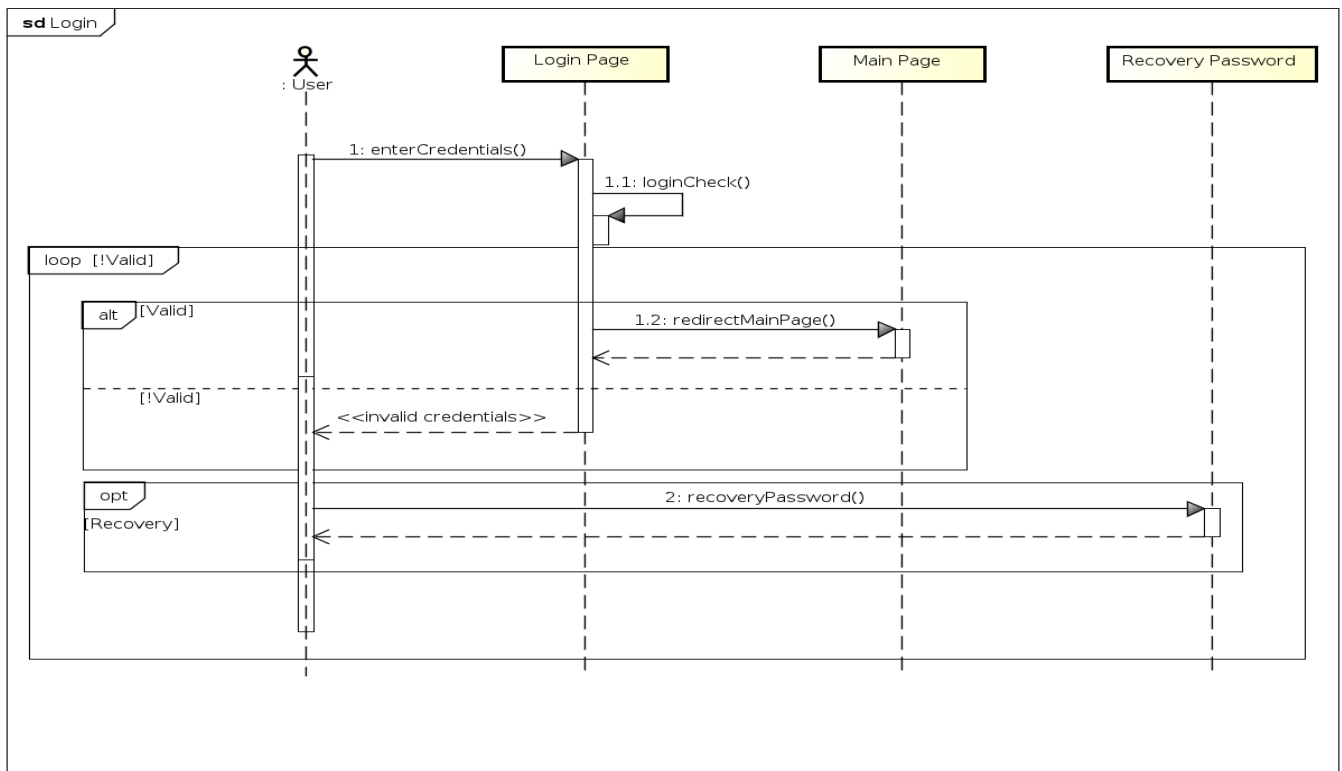 sd Login
: User
Login Page
Main Page
Recovery Password
1: enterCredentials()
1.1: loginCheck()
loop [!Valid]
alt [Valid]
1.2: redirectMainPage()
[!Valid]
<<invalid credentials>>
opt
2: recoveryPassword()
[Recovery]